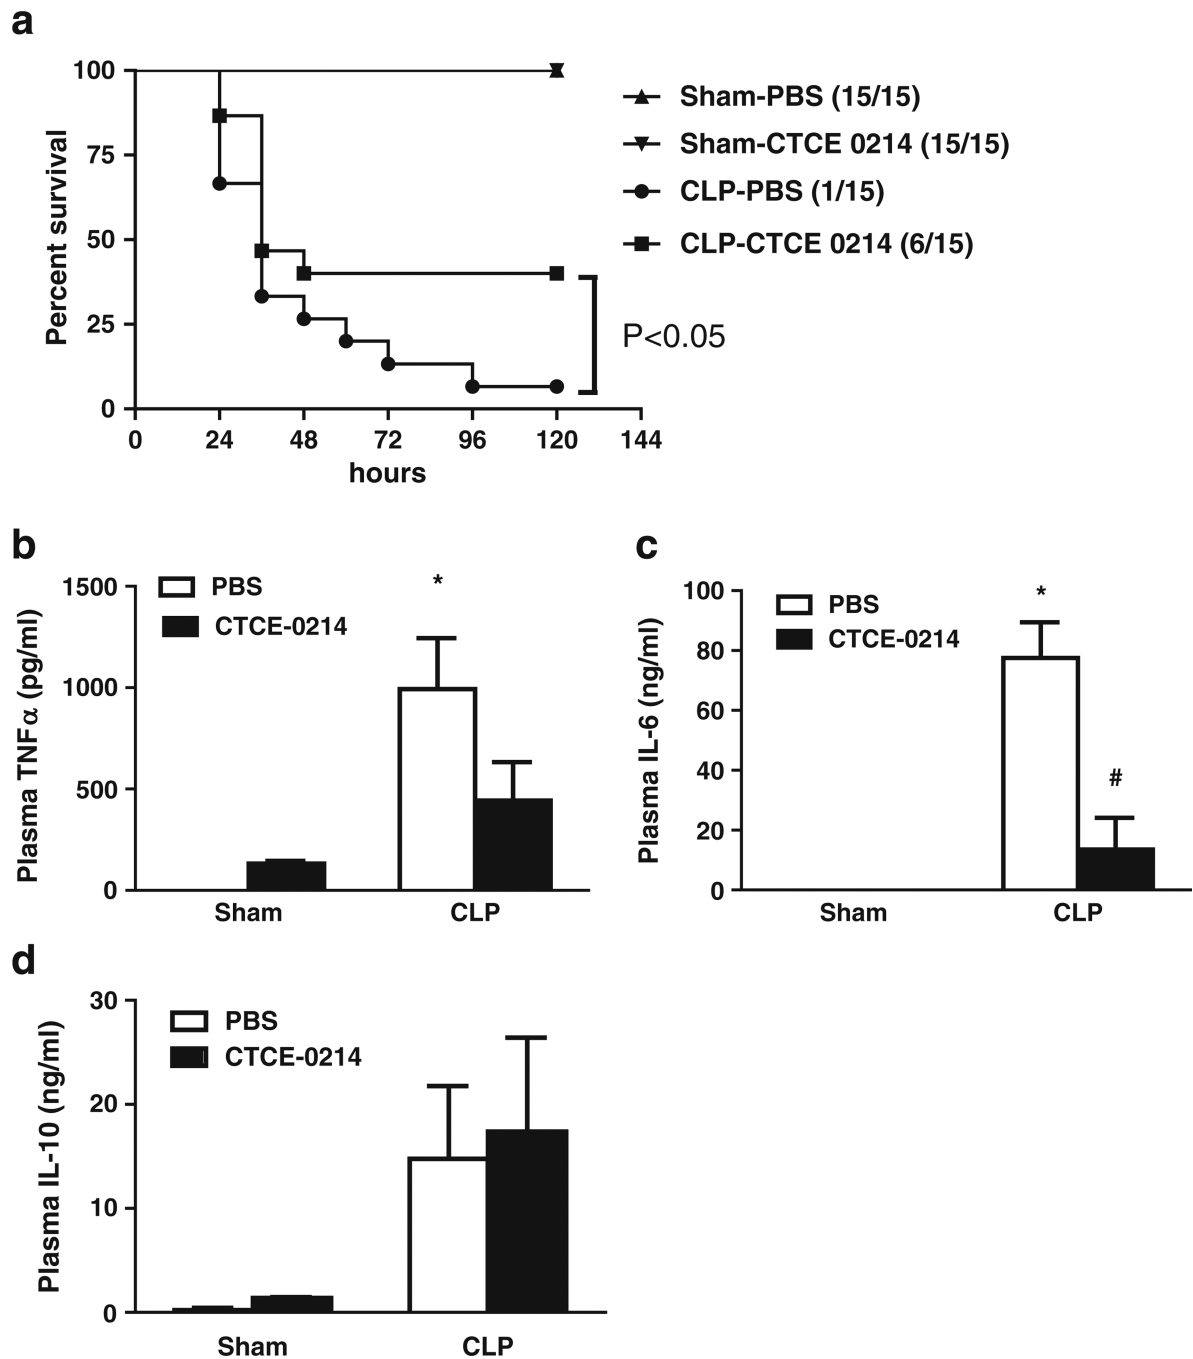 a
100
75
50
25
0
Percent survival
0 24 48 72 96 120 144
hours
Sham-PBS (15/15)
Sham-CTCE 0214 (15/15)
CLP-PBS (1/15)
CLP-CTCE 0214 (6/15)
P<0.05
b
1500
1000
500
0
Plasma TNFα (pg/ml)
PBS
CTCE-0214
*
Sham CLP
c
100
80
60
40
20
0
Plasma IL-6 (ng/ml)
PBS
CTCE-0214
*
#
Sham CLP
d
30
20
10
0
Plasma IL-10 (ng/ml)
PBS
CTCE-0214
Sham CLP